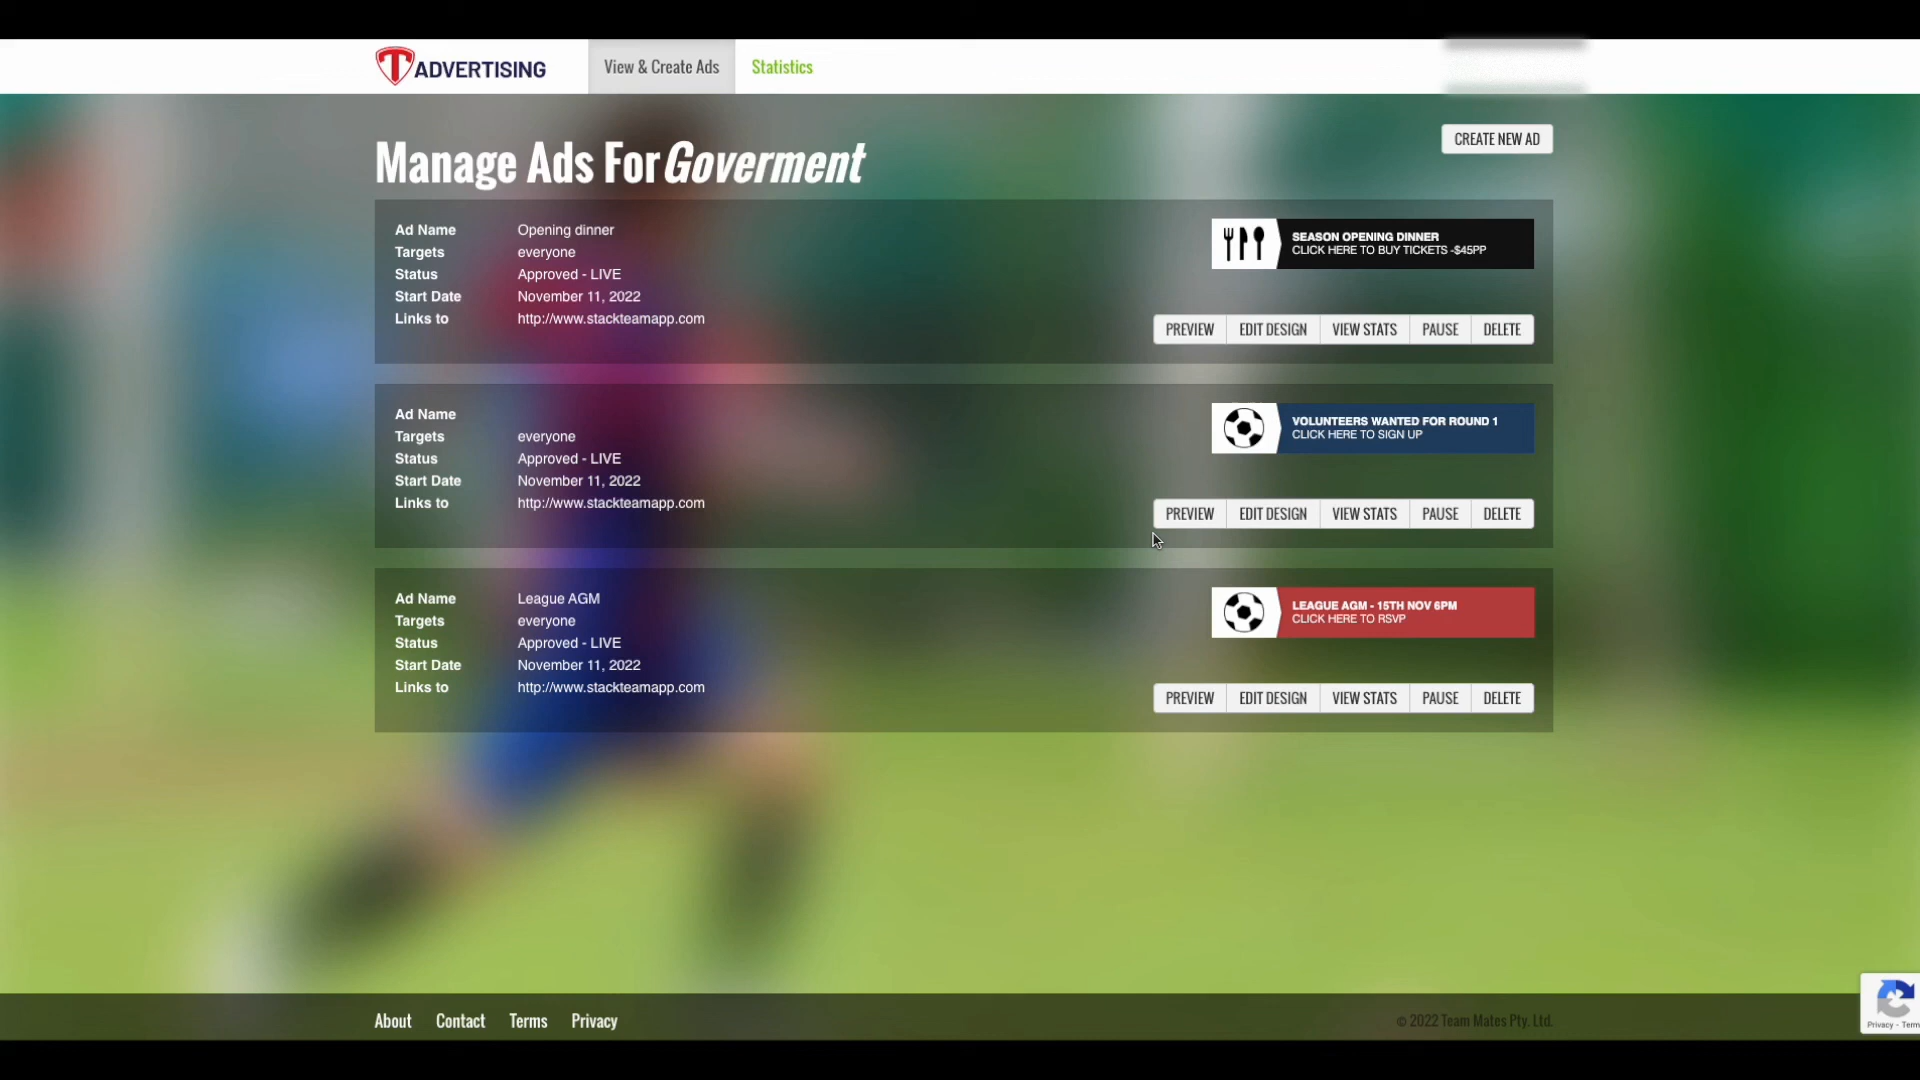 ADVERTISING
View & Create Ads
Statistics
CREATE NEW AD
Manage Ads For Goverment
Ad Name Opening dinner
Targets everyone
Status Approved - LIVE
Start Date November 11, 2022
Links to http://www.stackteamapp.com
SEASON OPENING DINNER
CLICK HERE TO BUY TICKETS -$45PP
PREVIEW EDIT DESIGN VIEW STATS PAUSE DELETE
Ad Name
Targets everyone
Status Approved - LIVE
Start Date November 11, 2022
Links to http://www.stackteamapp.com
VOLUNTEERS WANTED FOR ROUND 1
CLICK HERE TO SIGN UP
PREVIEW EDIT DESIGN VIEW STATS PAUSE DELETE
Ad Name League AGM
Targets everyone
Status Approved - LIVE
Start Date November 11, 2022
Links to http://www.stackteamapp.com
LEAGUE AGM - 15TH NOV 6PM
CLICK HERE TO RSVP
PREVIEW EDIT DESIGN VIEW STATS PAUSE DELETE
About Contact Terms Privacy
© 2022 Team Mates Pty. Ltd.
Privacy - Term